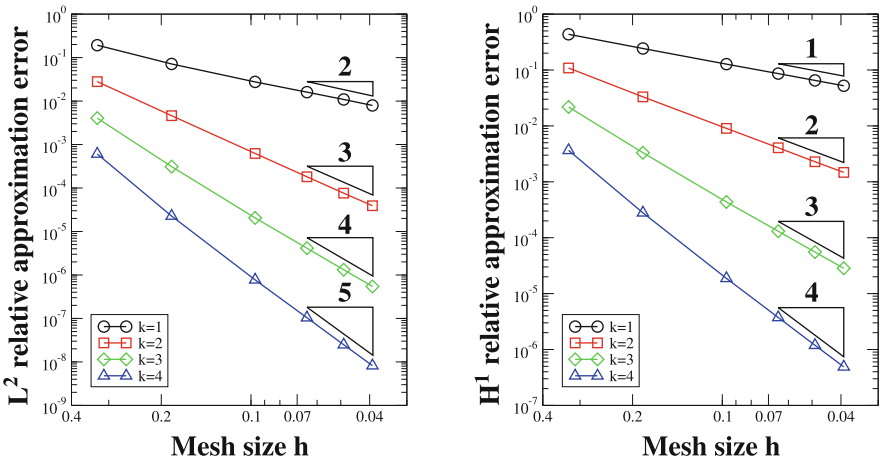 L² relative approximation error
10⁰
10⁻¹
10⁻²
10⁻³
10⁻⁴
10⁻⁵
10⁻⁶
10⁻⁷
10⁻⁸
10⁻⁹
2
3
4
5
k=1
k=2
k=3
k=4
0.4 0.2 0.1 0.07 0.04
Mesh size h
H¹ relative approximation error
10⁰
10⁻¹
10⁻²
10⁻³
10⁻⁴
10⁻⁵
10⁻⁶
10⁻⁷
1
2
3
4
k=1
k=2
k=3
k=4
0.4 0.2 0.1 0.07 0.04
Mesh size h